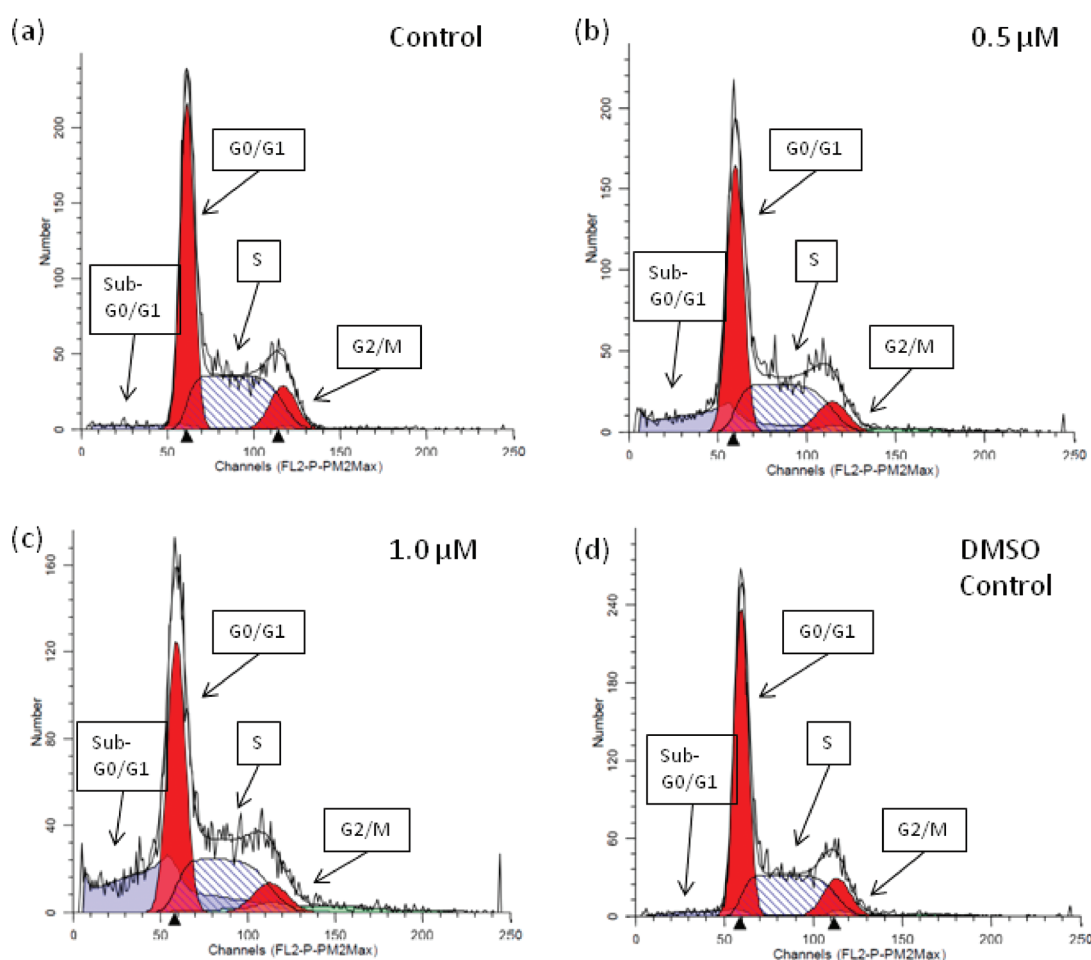 (a)
Control
Number
0
50
100
150
200
G0/G1
S
Sub-
G0/G1
G2/M
0
50
100
150
200
250
Channels (FL2-P-PM2Max)
(b)
0.5 μM
Number
0
50
100
150
200
G0/G1
S
Sub-
G0/G1
G2/M
0
50
100
150
200
250
Channels (FL2-P-PM2Max)
(c)
1.0 μM
Number
0
40
80
120
160
G0/G1
S
Sub-
G0/G1
G2/M
0
50
100
150
200
250
Channels (FL2-P-PM2Max)
(d)
DMSO
Control
Number
0
60
120
180
240
G0/G1
S
Sub-
G0/G1
G2/M
0
50
100
150
200
250
Channels (FL2-P-PM2Max)